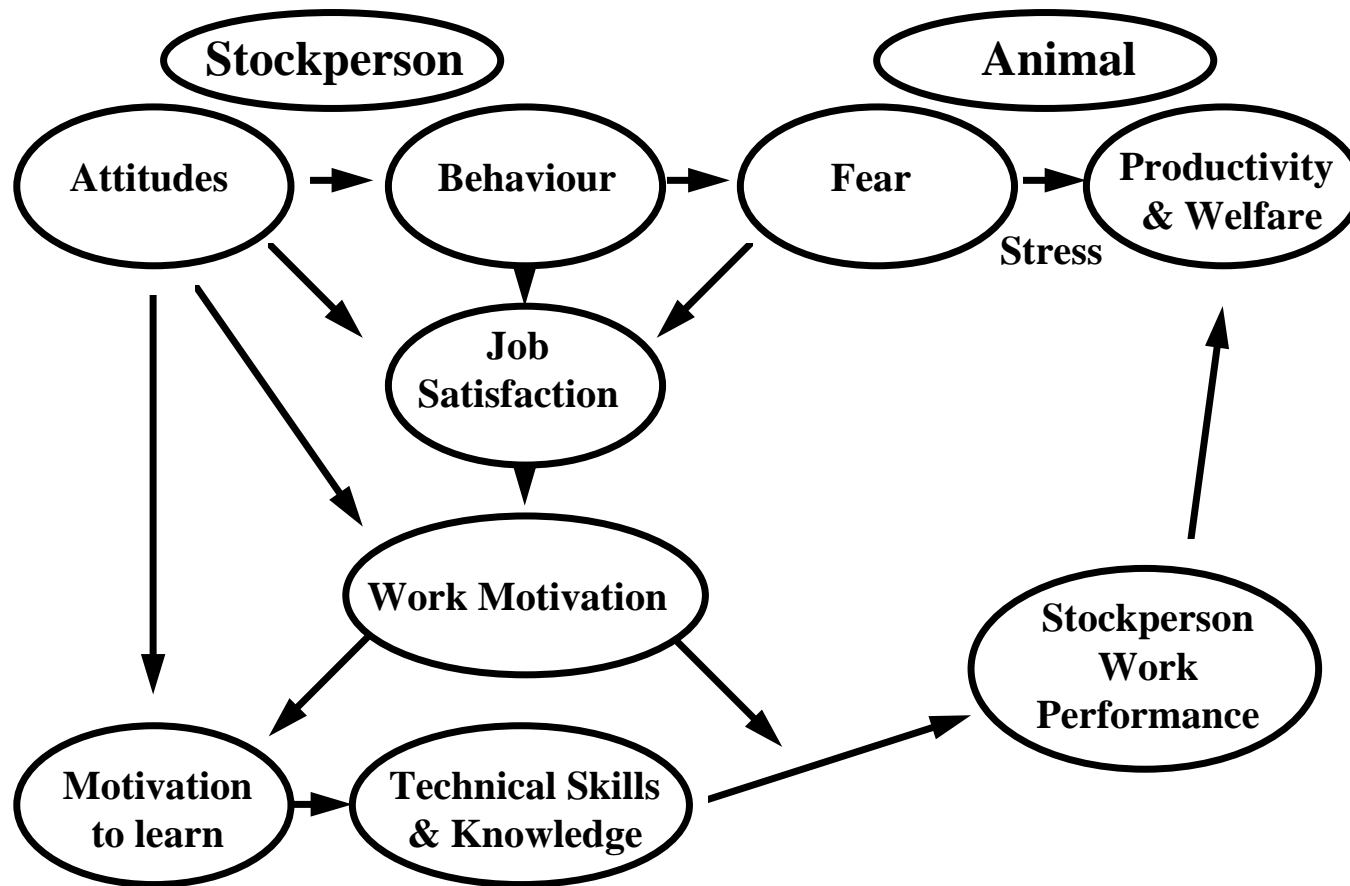 Stockperson
Animal
Attitudes
Behaviour
Fear
Productivity
& Welfare
Stress
Job
Satisfaction
Work Motivation
Stockperson
Work
Performance
Motivation
to learn
Technical Skills
& Knowledge